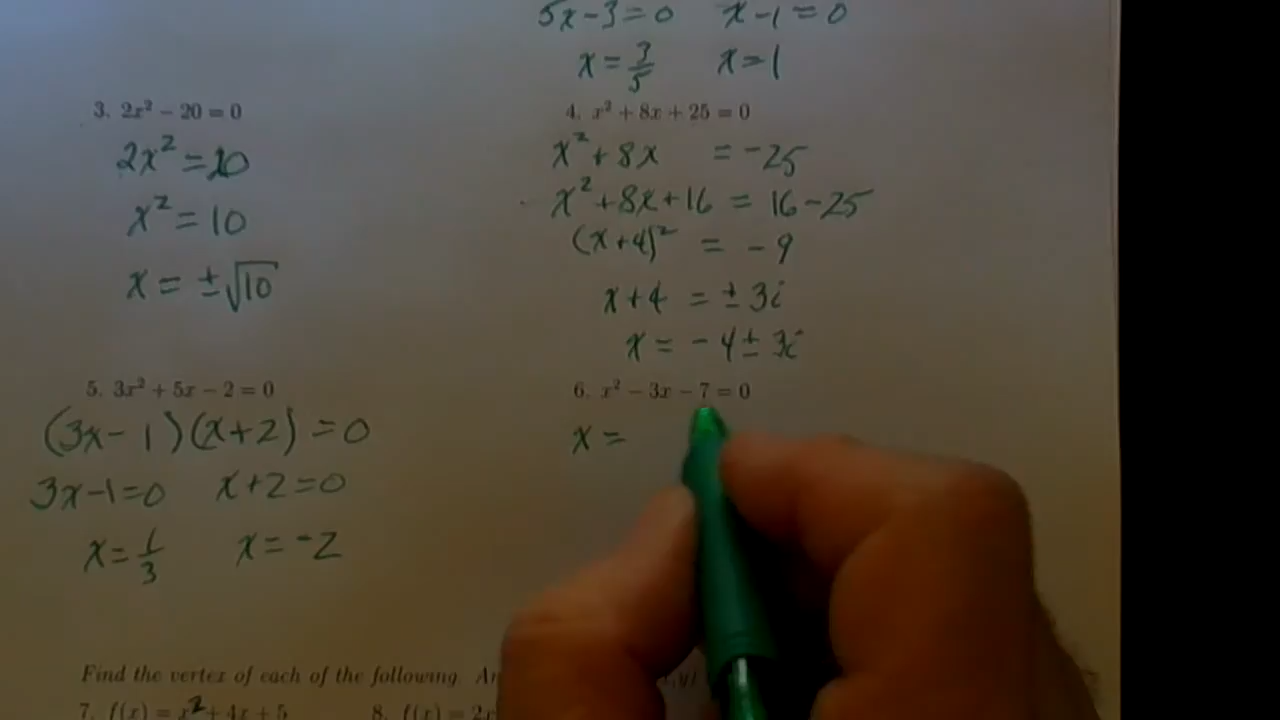 5x-3=0 x-1=0
x=3/5 x=1
3. 2x² − 20 = 0
2x²=20
x²=10
x=±√10
4. x² + 8x + 25 = 0
x²+8x =-25
x²+8x+16 = 16-25
(x+4)² = -9
x+4 = ±3i
x= -4±3i
5. 3x² + 5x − 2 = 0
(3x-1)(x+2)=0
3x-1=0 x+2=0
x=1/3 x=-2
6. x² − 3x − 7 = 0
x=
Find the vertex of each of the following.
7. f(x) = x² + 4x + 5 8. f(x) =